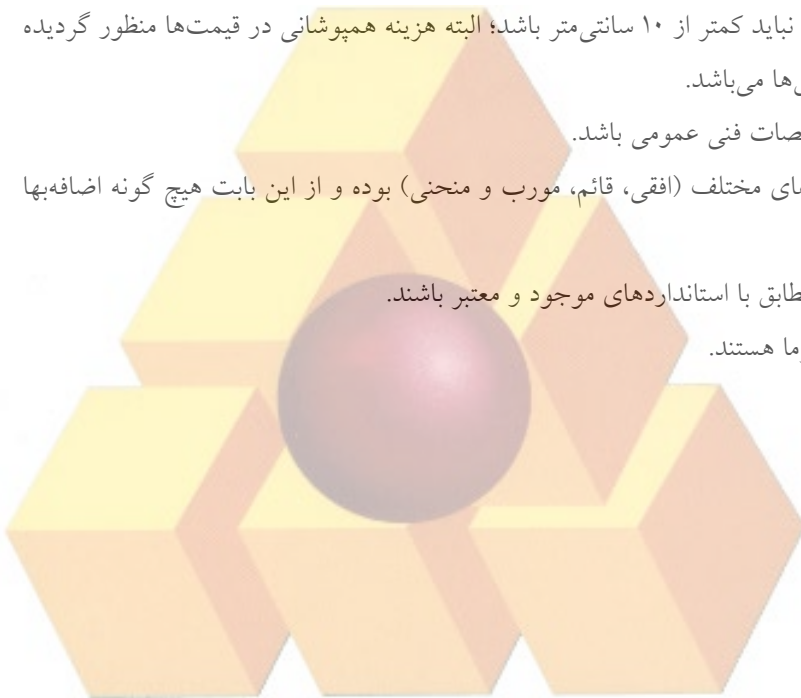 نباید کمتر از ۱۰ سانتی‌متر باشد؛ البته هزینه همپوشانی در قیمت‌ها منظور گردیده
‌ها می‌باشد.
صات فنی عمومی باشد.
ای مختلف (افقی، قائم، مورب و منحنی) بوده و از این بابت هیچ گونه اضافه‌بها
طابق با استانداردهای موجود و معتبر باشند.
ما هستند.